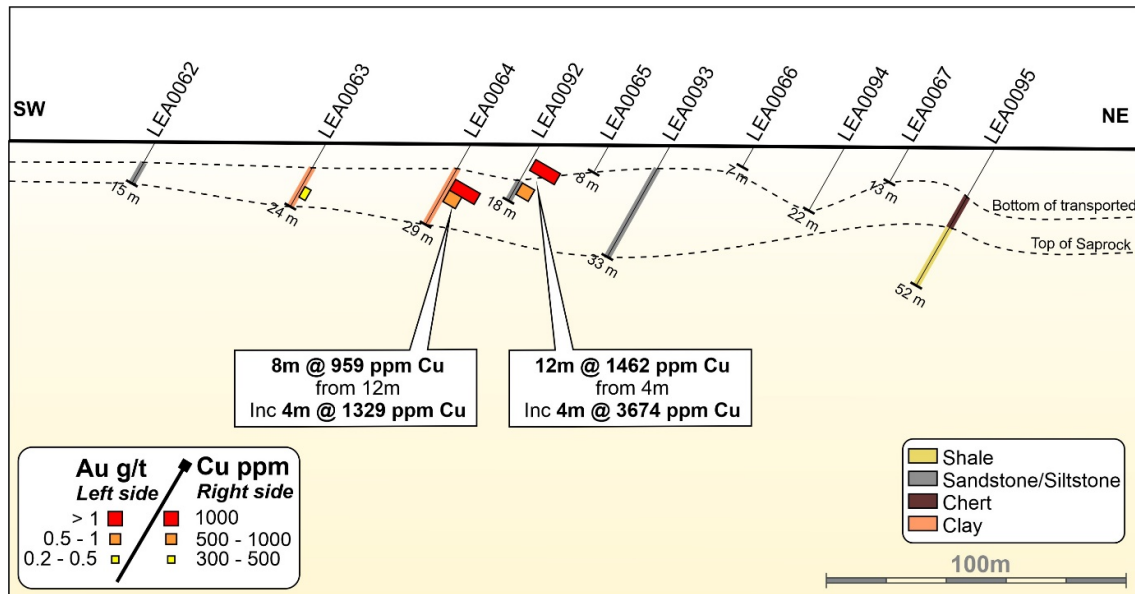 LEA0062
LEA0063
LEA0064
LEA0092
LEA0065
LEA0093
LEA0066
LEA0094
LEA0067
LEA0095
SW
NE
15 m
24 m
29 m
18 m
8 m
33 m
7 m
22 m
13 m
52 m
Bottom of transported
Top of Saprock
8m @ 959 ppm Cu
from 12m
Inc 4m @ 1329 ppm Cu
12m @ 1462 ppm Cu
from 4m
Inc 4m @ 3674 ppm Cu
Au g/t Cu ppm
Left side Right side
> 1 1000
0.5 - 1 500 - 1000
0.2 - 0.5 300 - 500
Shale
Sandstone/Siltstone
Chert
Clay
100m